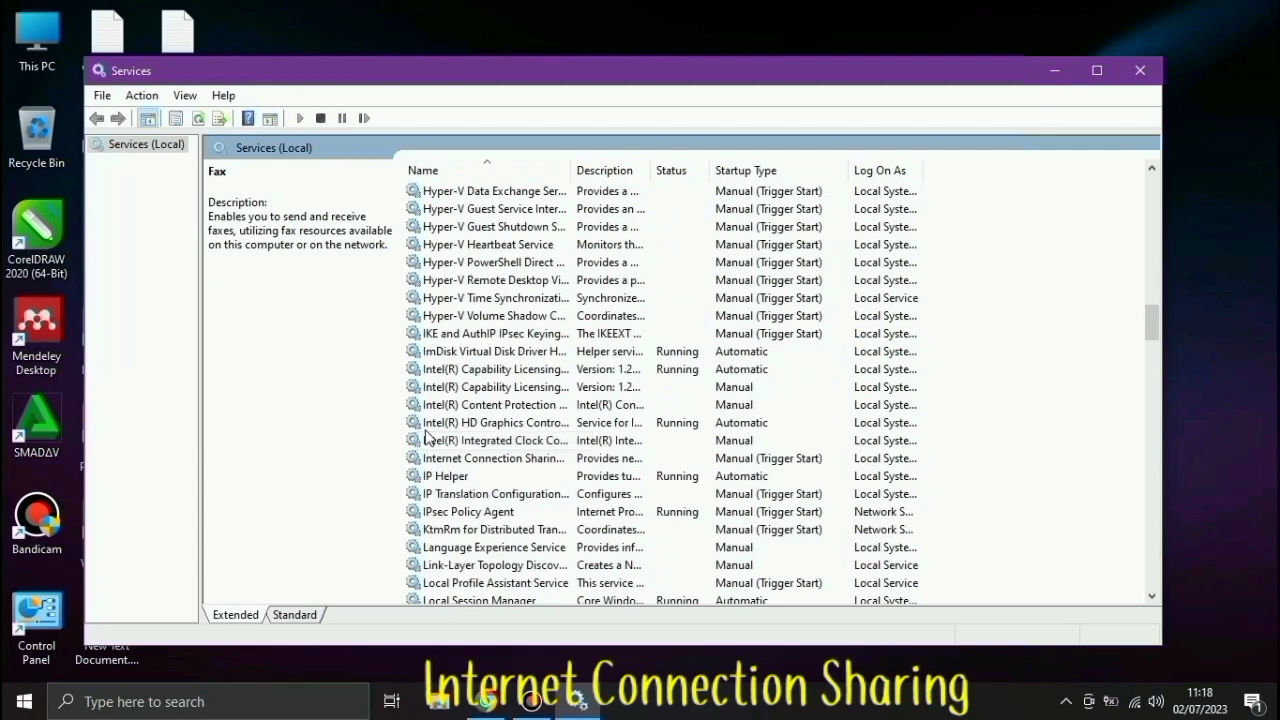 This PC
Recycle Bin
CorelDRAW
2020 (64-Bit)
Mendeley
Desktop
SMADΔV
Bandicam
Control
Panel
New Text
Document....
Services
File Action View Help
Services (Local)
Services (Local)
Fax
Description:
Enables you to send and receive
faxes, utilizing fax resources available
on this computer or on the network.
Name Description Status Startup Type Log On As
Hyper-V Data Exchange Ser... Provides a ... Manual (Trigger Start) Local Syste...
Hyper-V Guest Service Inter... Provides an ... Manual (Trigger Start) Local Syste...
Hyper-V Guest Shutdown S... Provides a ... Manual (Trigger Start) Local Syste...
Hyper-V Heartbeat Service Monitors th... Manual (Trigger Start) Local Syste...
Hyper-V PowerShell Direct ... Provides a ... Manual (Trigger Start) Local Syste...
Hyper-V Remote Desktop Vi... Provides a p... Manual (Trigger Start) Local Syste...
Hyper-V Time Synchronizati... Synchronize... Manual (Trigger Start) Local Service
Hyper-V Volume Shadow C... Coordinates... Manual (Trigger Start) Local Syste...
IKE and AuthIP IPsec Keying... The IKEEXT ... Manual (Trigger Start) Local Syste...
ImDisk Virtual Disk Driver H... Helper servi... Running Automatic Local Syste...
Intel(R) Capability Licensing... Version: 1.2... Running Automatic Local Syste...
Intel(R) Capability Licensing... Version: 1.2... Manual Local Syste...
Intel(R) Content Protection ... Intel(R) Con... Manual Local Syste...
Intel(R) HD Graphics Contro... Service for I... Running Automatic Local Syste...
Intel(R) Integrated Clock Co... Intel(R) Inte... Manual Local Syste...
Internet Connection Sharin... Provides ne... Manual (Trigger Start) Local Syste...
IP Helper Provides tu... Running Automatic Local Syste...
IP Translation Configuration... Configures ... Manual (Trigger Start) Local Syste...
IPsec Policy Agent Internet Pro... Running Manual (Trigger Start) Network S...
KtmRm for Distributed Tran... Coordinates... Manual (Trigger Start) Network S...
Language Experience Service Provides inf... Manual Local Syste...
Link-Layer Topology Discov... Creates a N... Manual Local Service
Local Profile Assistant Service This service ... Manual (Trigger Start) Local Service
Local Session Manager Core Windo... Running Automatic Local Syste...
Extended Standard
Internet Connection Sharing
Type here to search
11:18
02/07/2023
1